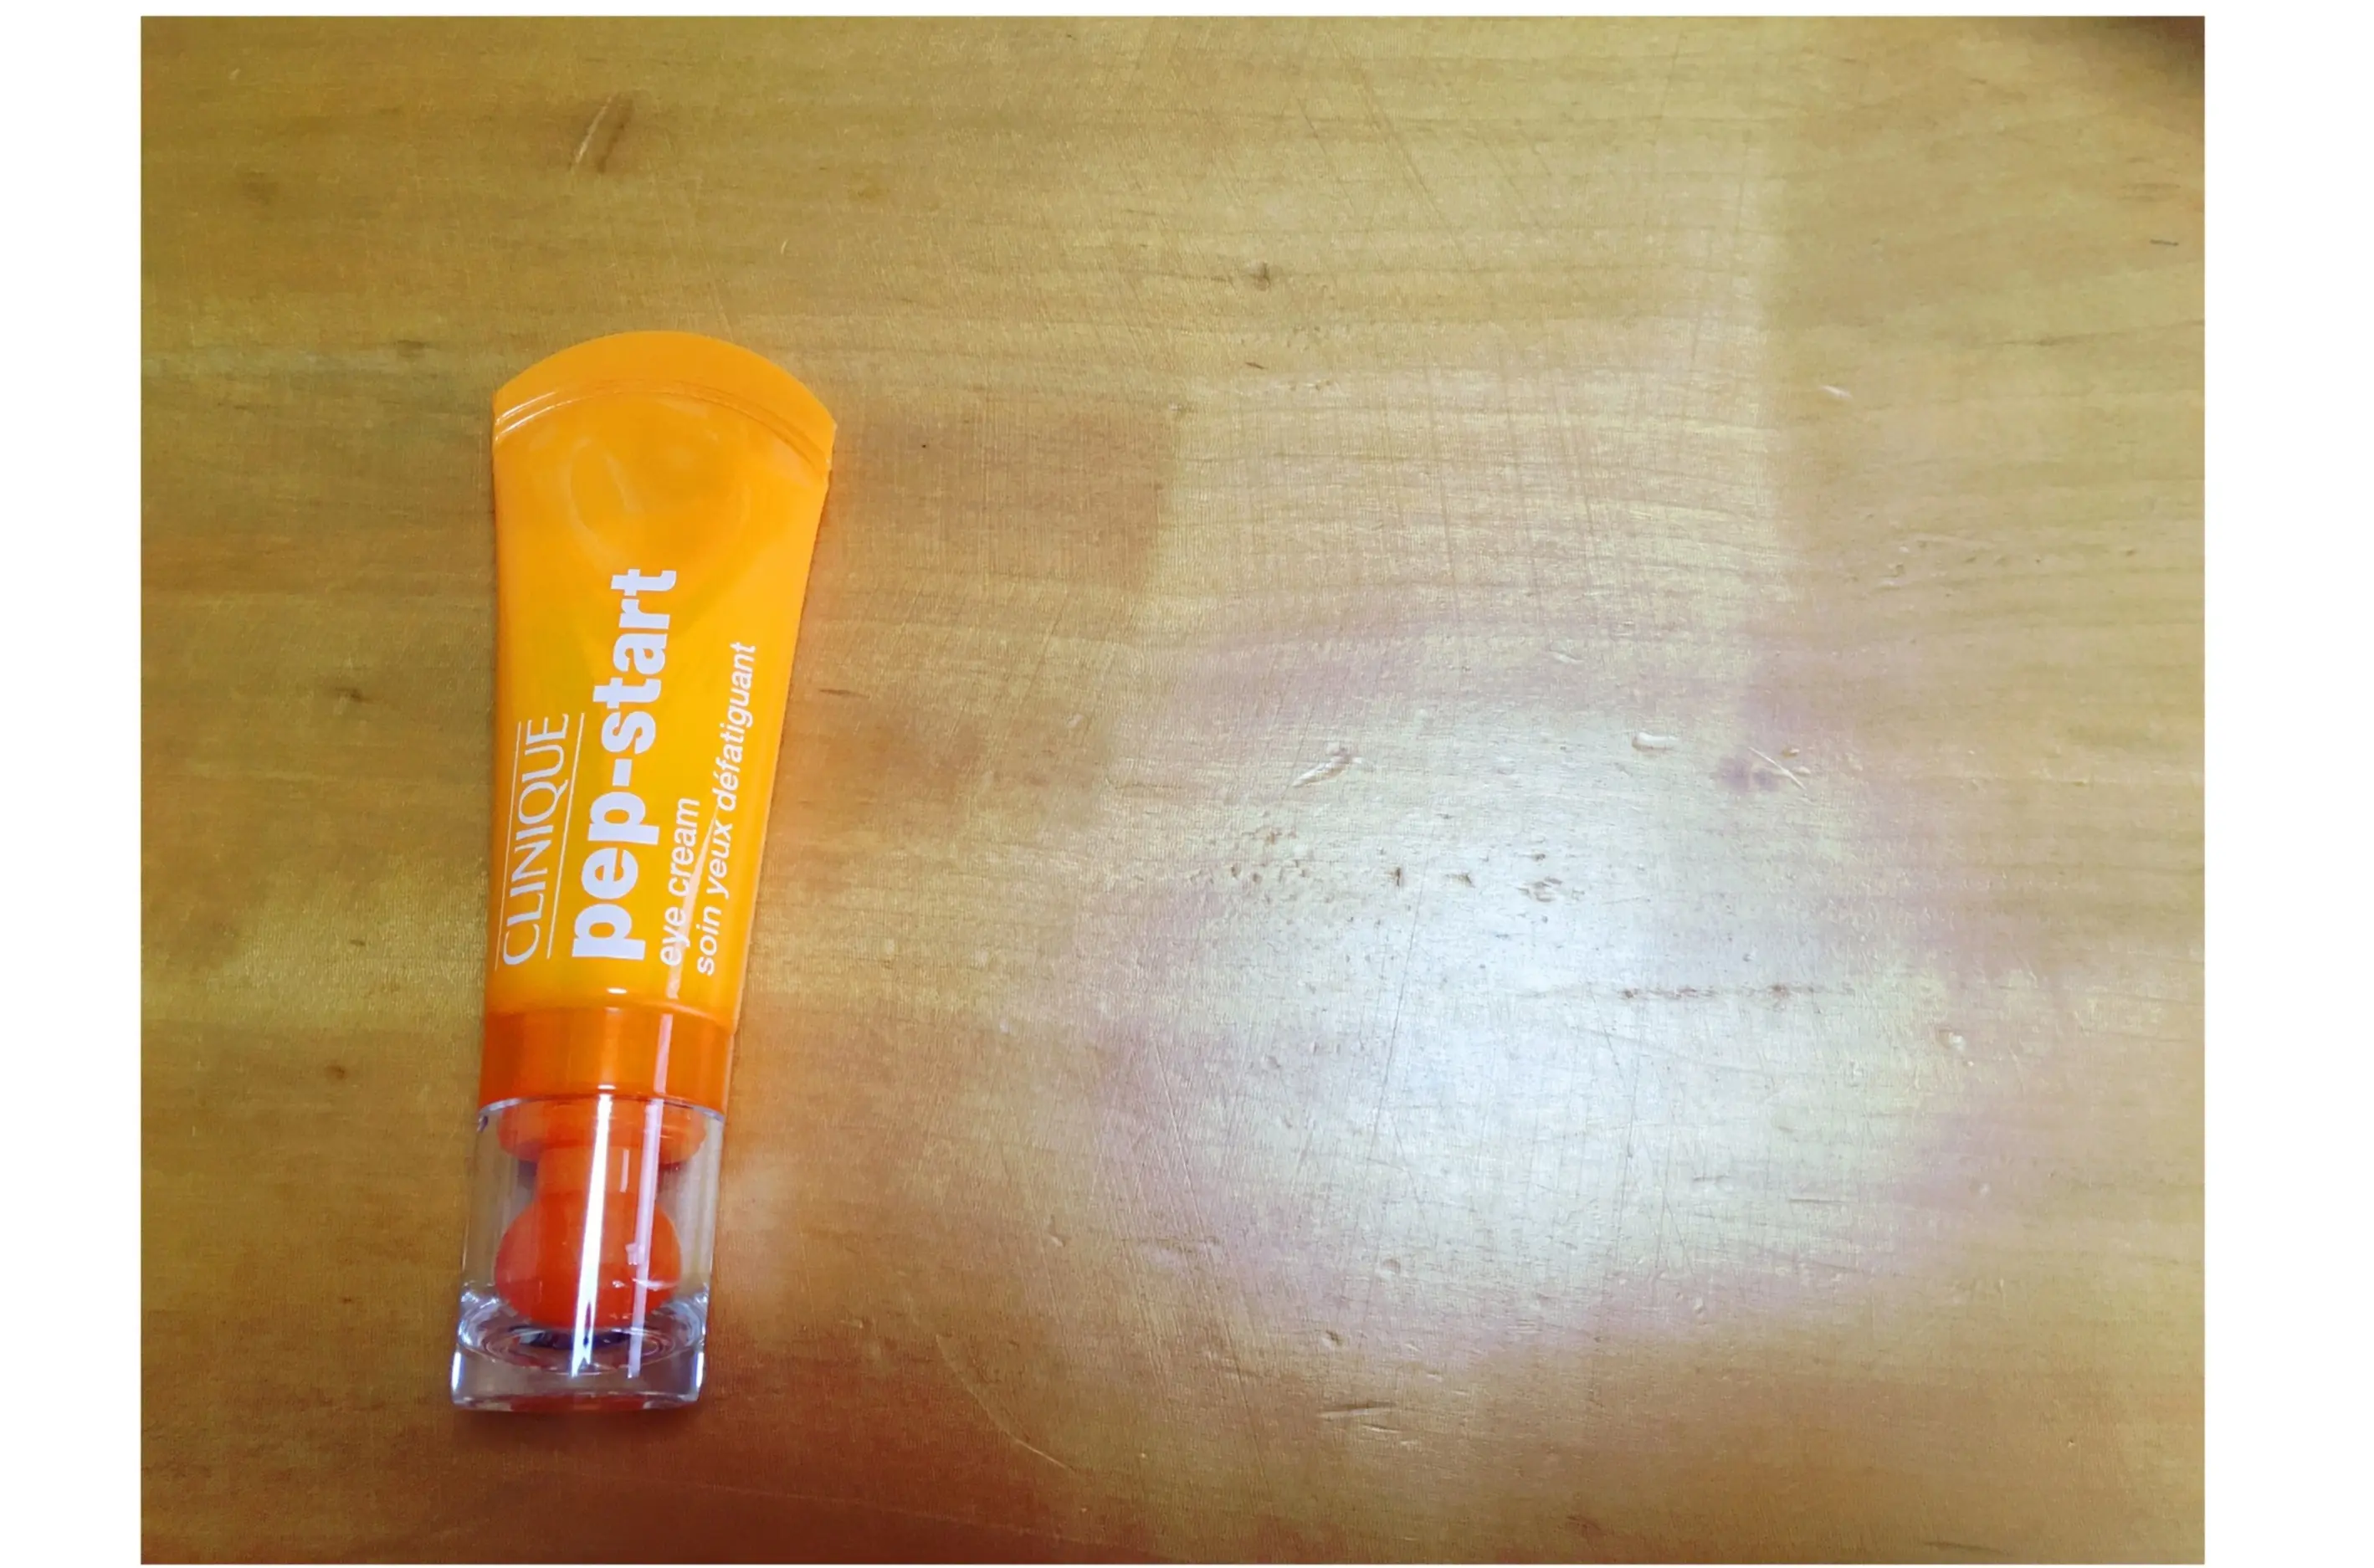 CLINIQUE
pep-start
eye cream
soin yeux défatiguant